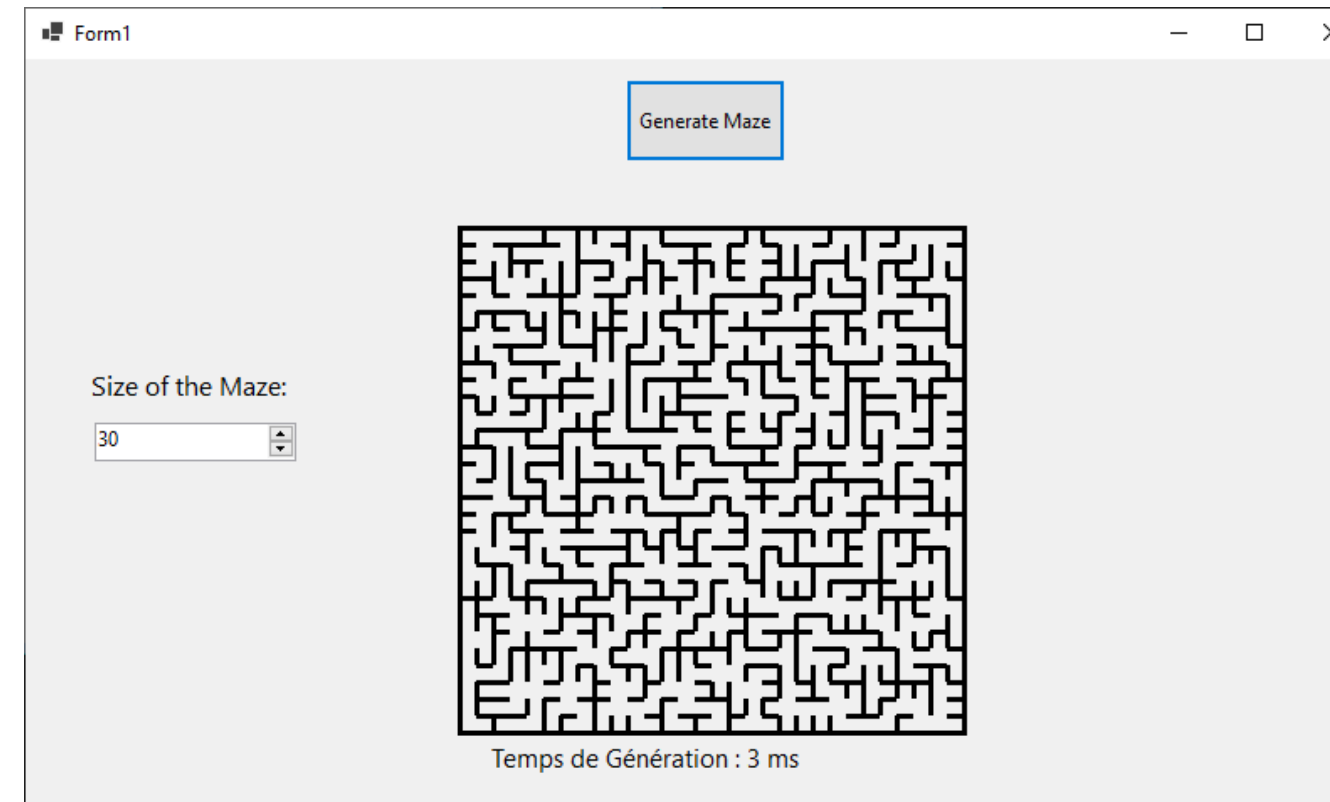 Form1
Generate Maze
Size of the Maze:
30
Temps de Génération : 3 ms